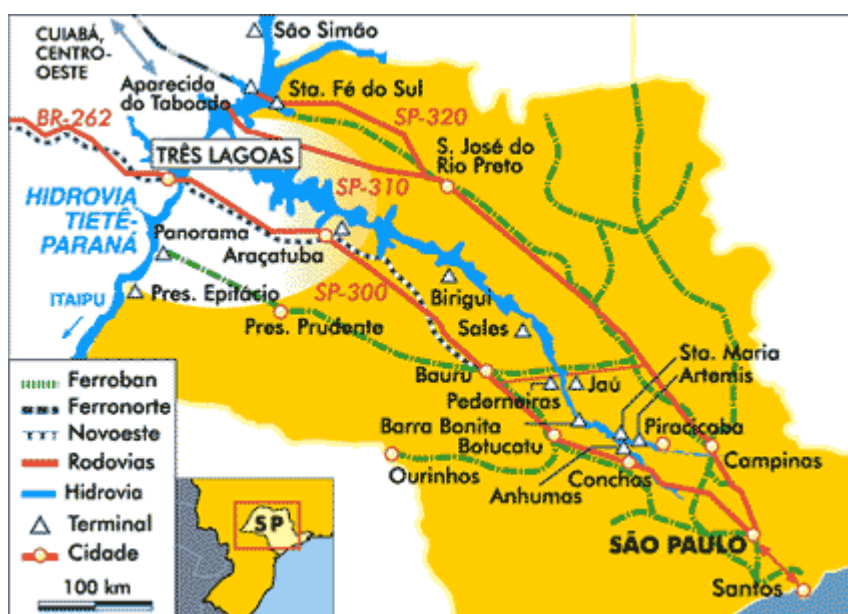 CUIABÁ,
CENTRO-
OESTE
São Simão
Aparecida
do Taboado
Sta. Fé do Sul
BR-262
SP-320
TRÊS LAGOAS
S. José do
Rio Preto
SP-310
HIDROVIA
TIETÊ-
PARANÁ
Panorama
Araçatuba
ITAIPU
Pres. Epitácio
SP-300
Birigui
Pres. Prudente
Sales
Sta. Maria
Artemis
Bauru
Jaú
Pederneiras
Barra Bonita
Piracicaba
Botucatu
Campinas
Ourinhos
Conchas
Anhumas
SÃO PAULO
Santos
Ferroban
Ferronorte
Novoeste
Rodovias
Hidrovia
Terminal
Cidade
100 km
SP